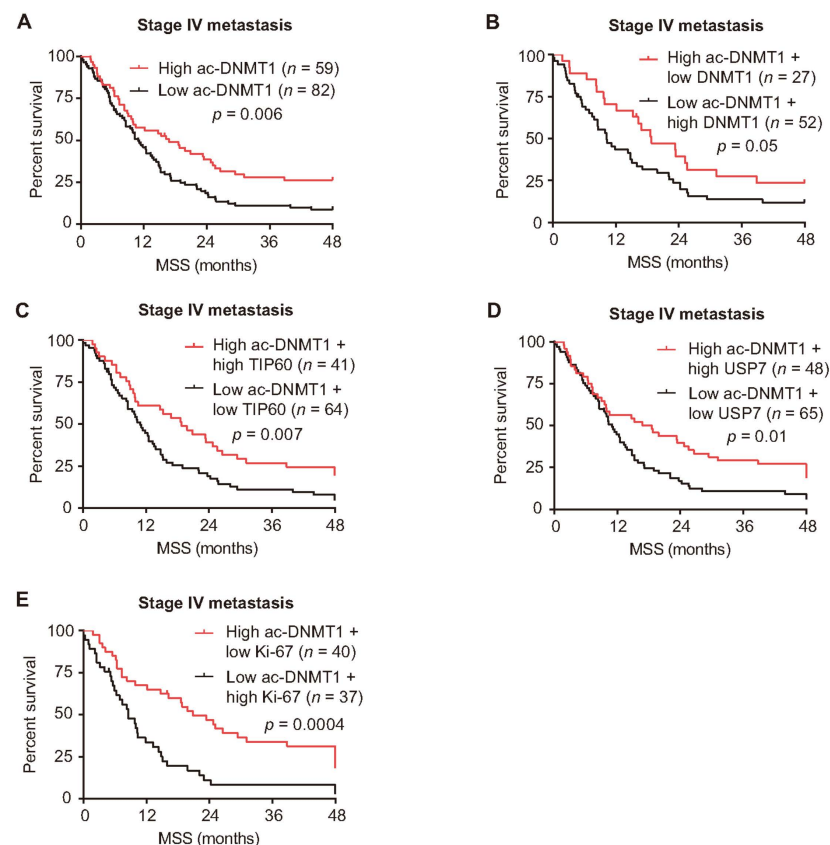 A
Stage IV metastasis
Percent survival
100
75
50
25
0
High ac-DNMT1 (n = 59)
Low ac-DNMT1 (n = 82)
p = 0.006
0 12 24 36 48
MSS (months)
B
Stage IV metastasis
Percent survival
100
75
50
25
0
High ac-DNMT1 +
low DNMT1 (n = 27)
Low ac-DNMT1 +
high DNMT1 (n = 52)
p = 0.05
0 12 24 36 48
MSS (months)
C
Stage IV metastasis
Percent survival
100
75
50
25
0
High ac-DNMT1 +
high TIP60 (n = 41)
Low ac-DNMT1 +
low TIP60 (n = 64)
p = 0.007
0 12 24 36 48
MSS (months)
D
Stage IV metastasis
Percent survival
100
75
50
25
0
High ac-DNMT1 +
high USP7 (n = 48)
Low ac-DNMT1 +
low USP7 (n = 65)
p = 0.01
0 12 24 36 48
MSS (months)
E
Stage IV metastasis
Percent survival
100
75
50
25
0
High ac-DNMT1 +
low Ki-67 (n = 40)
Low ac-DNMT1 +
high Ki-67 (n = 37)
p = 0.0004
0 12 24 36 48
MSS (months)